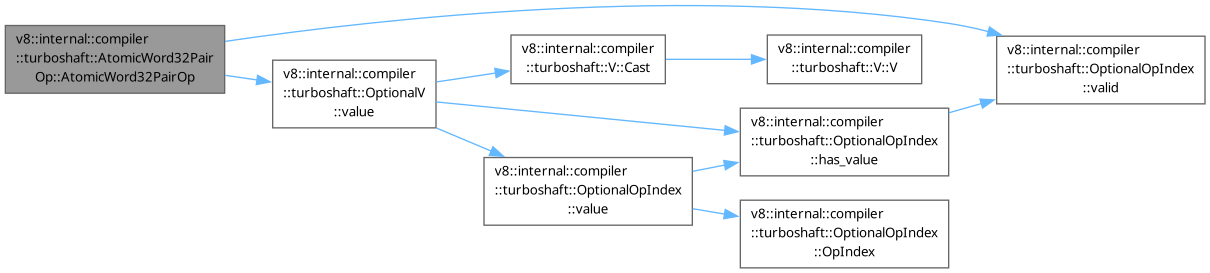 v8::internal::compiler
::turboshaft::AtomicWord32Pair
Op::AtomicWord32PairOp
v8::internal::compiler
::turboshaft::OptionalV
::value
v8::internal::compiler
::turboshaft::V::Cast
v8::internal::compiler
::turboshaft::V::V
v8::internal::compiler
::turboshaft::OptionalOpIndex
::valid
v8::internal::compiler
::turboshaft::OptionalOpIndex
::has_value
v8::internal::compiler
::turboshaft::OptionalOpIndex
::value
v8::internal::compiler
::turboshaft::OptionalOpIndex
::OpIndex